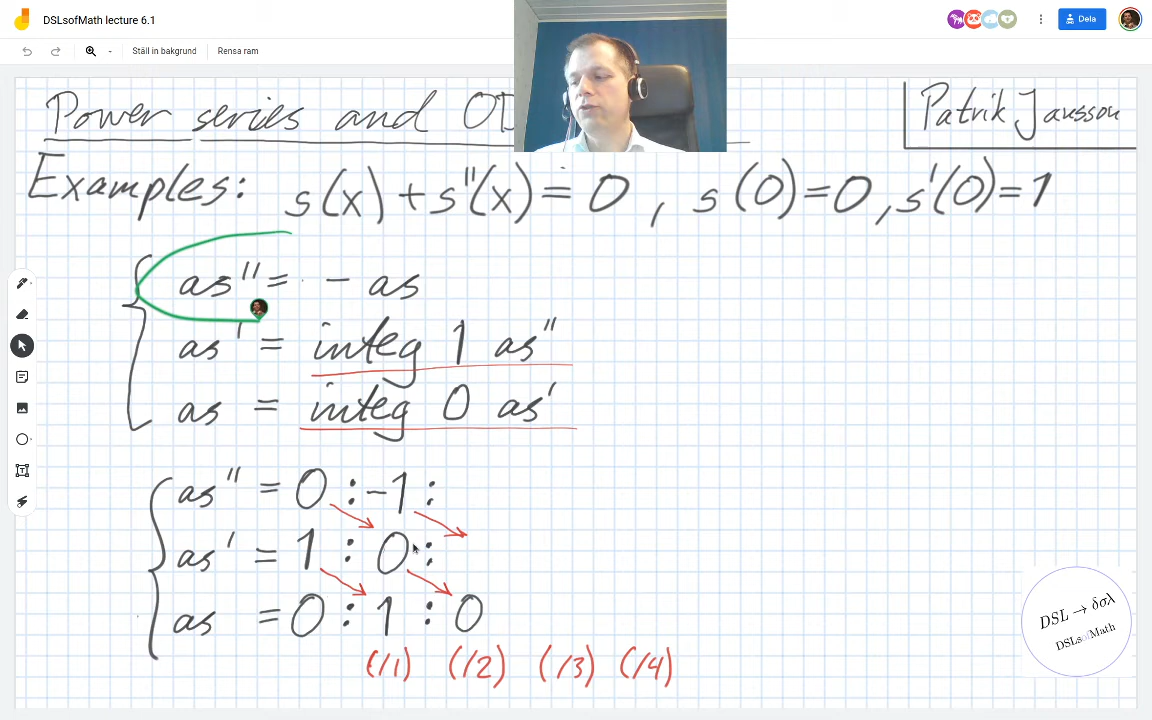 DSLsofMath lecture 6.1
Dela
Ställ in bakgrund Rensa ram
Power series and
Patrik Jansson
Examples: s(x) + s''(x) = 0 , s(0)=0, s'(0)=1
as'' = - as
as' = integ 1 as''
as = integ 0 as'
as'' = 0 : -1 :
as' = 1 : 0 :
as = 0 : 1 : 0
(/1) (/2) (/3) (/4)
DSL → δσλ
DSLsofMath